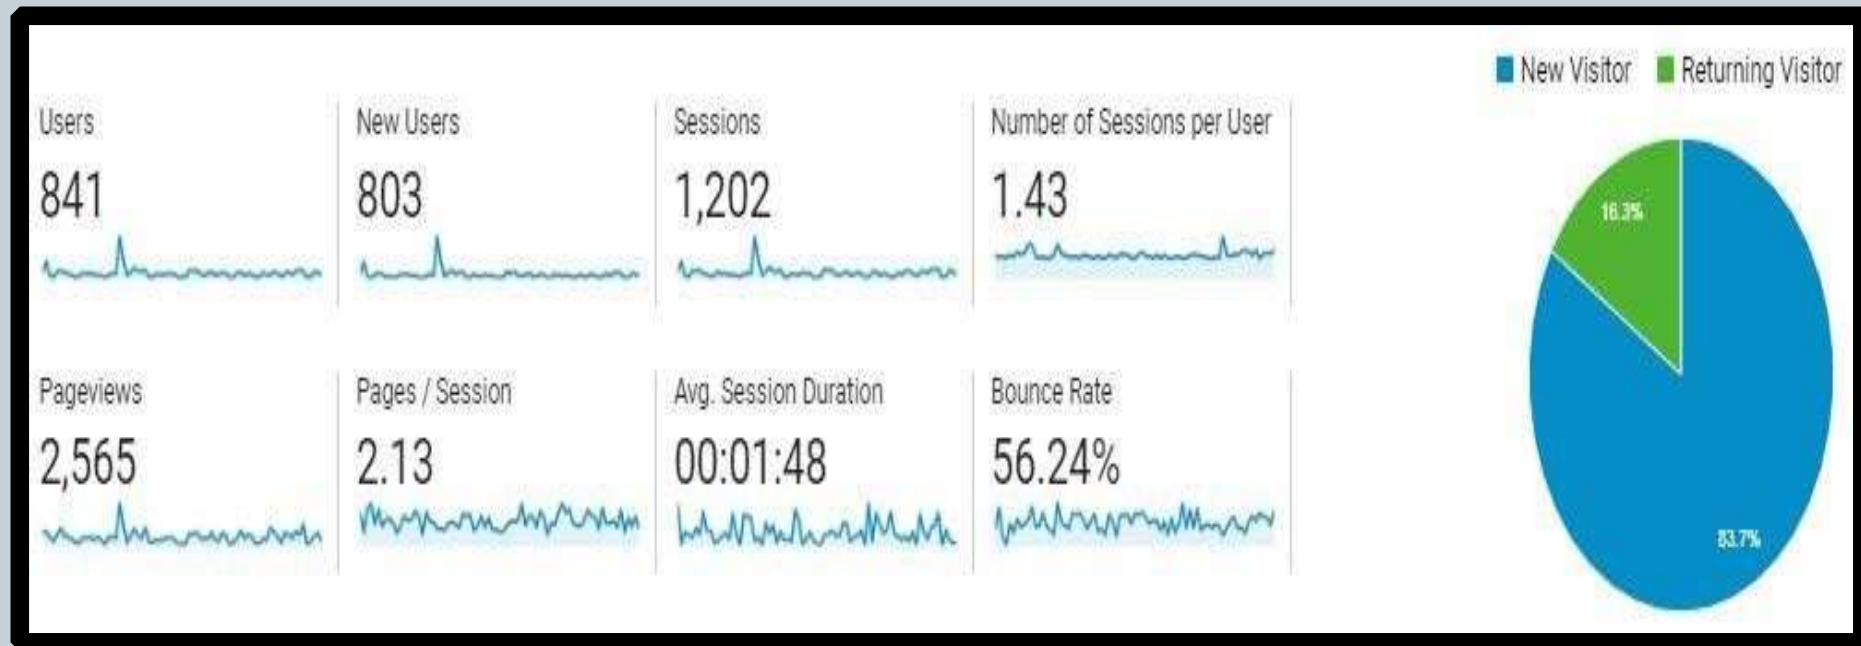 New Visitor Returning Visitor
Users New Users Sessions Number of Sessions per User
841 803 1,202 1.43
16.3%
Pageviews Pages / Session Avg. Session Duration Bounce Rate
2,565 2.13 00:01:48 56.24%
83.7%